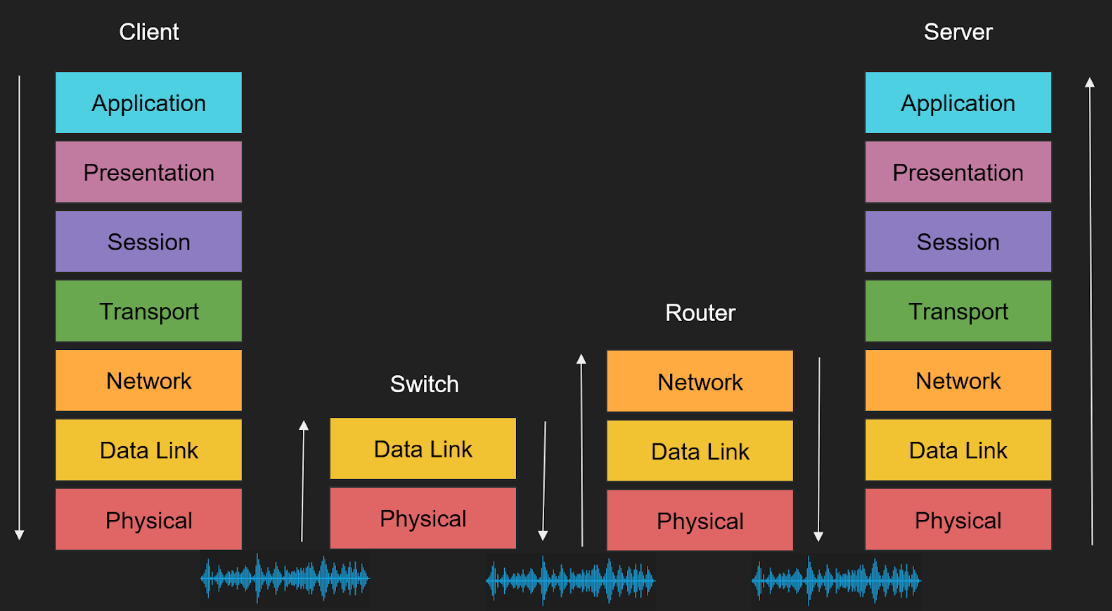 Client
Application
Presentation
Session
Transport
Network
Data Link
Physical
Switch
Data Link
Physical
Router
Network
Data Link
Physical
Server
Application
Presentation
Session
Transport
Network
Data Link
Physical